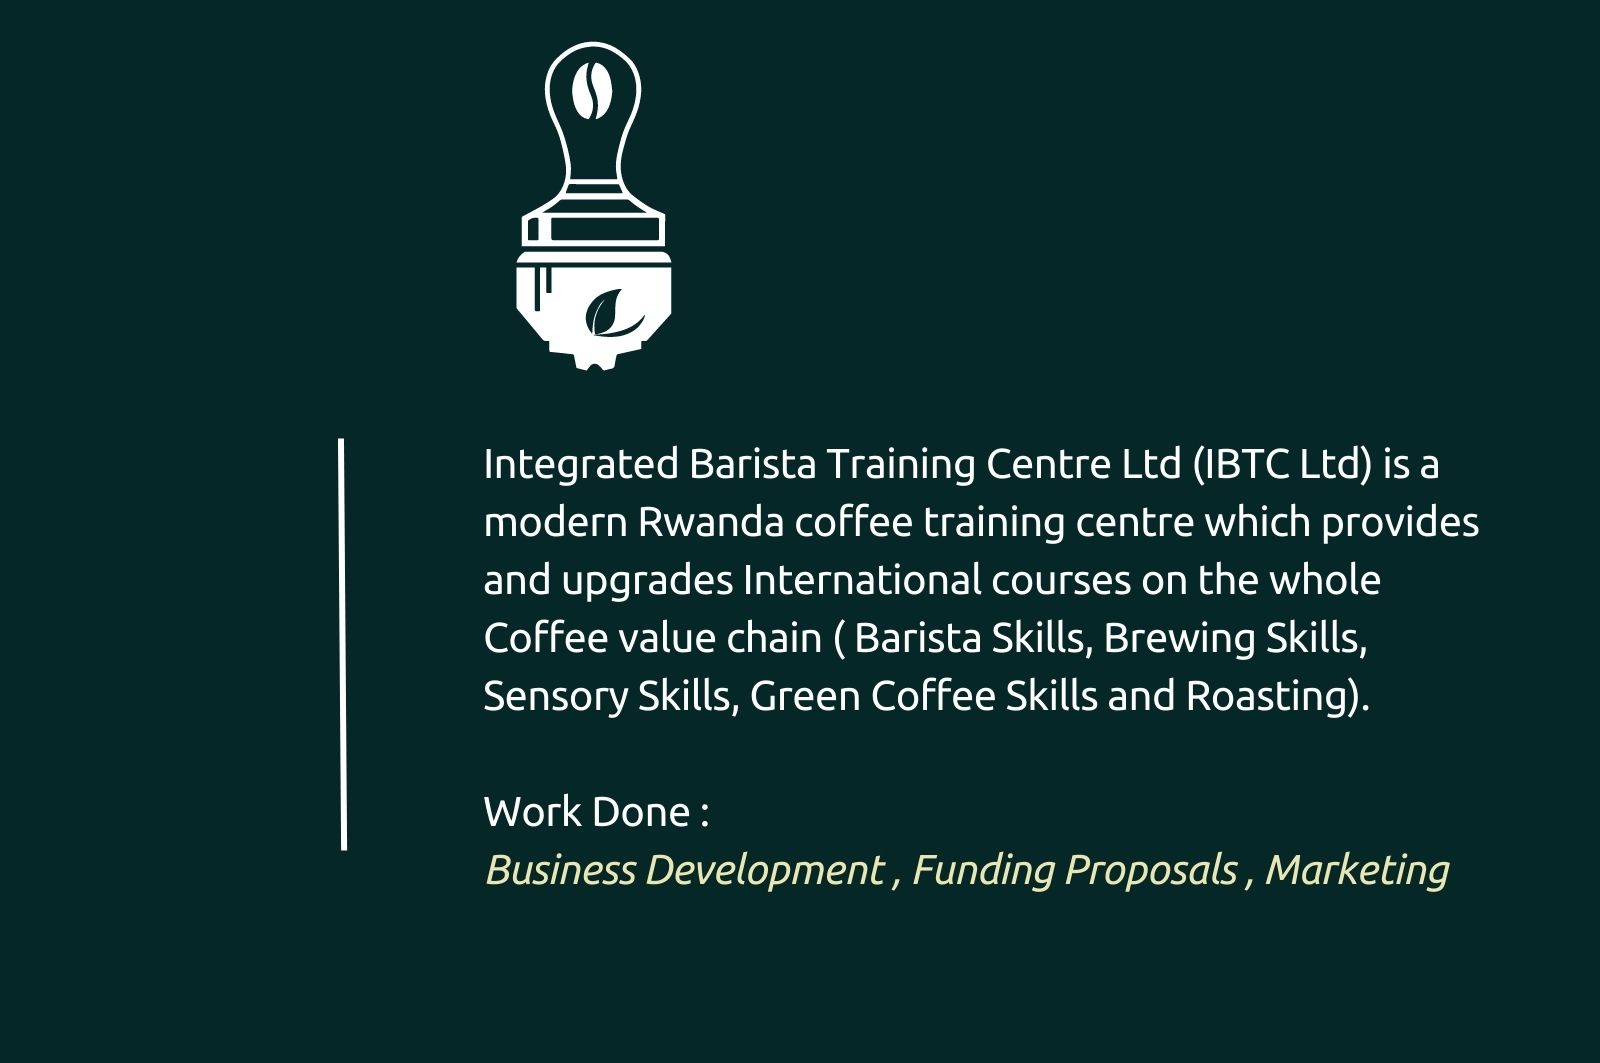 Integrated Barista Training Centre Ltd (IBTC Ltd) is a
modern Rwanda coffee training centre which provides
and upgrades International courses on the whole
Coffee value chain ( Barista Skills, Brewing Skills,
Sensory Skills, Green Coffee Skills and Roasting).
Work Done :
Business Development , Funding Proposals , Marketing